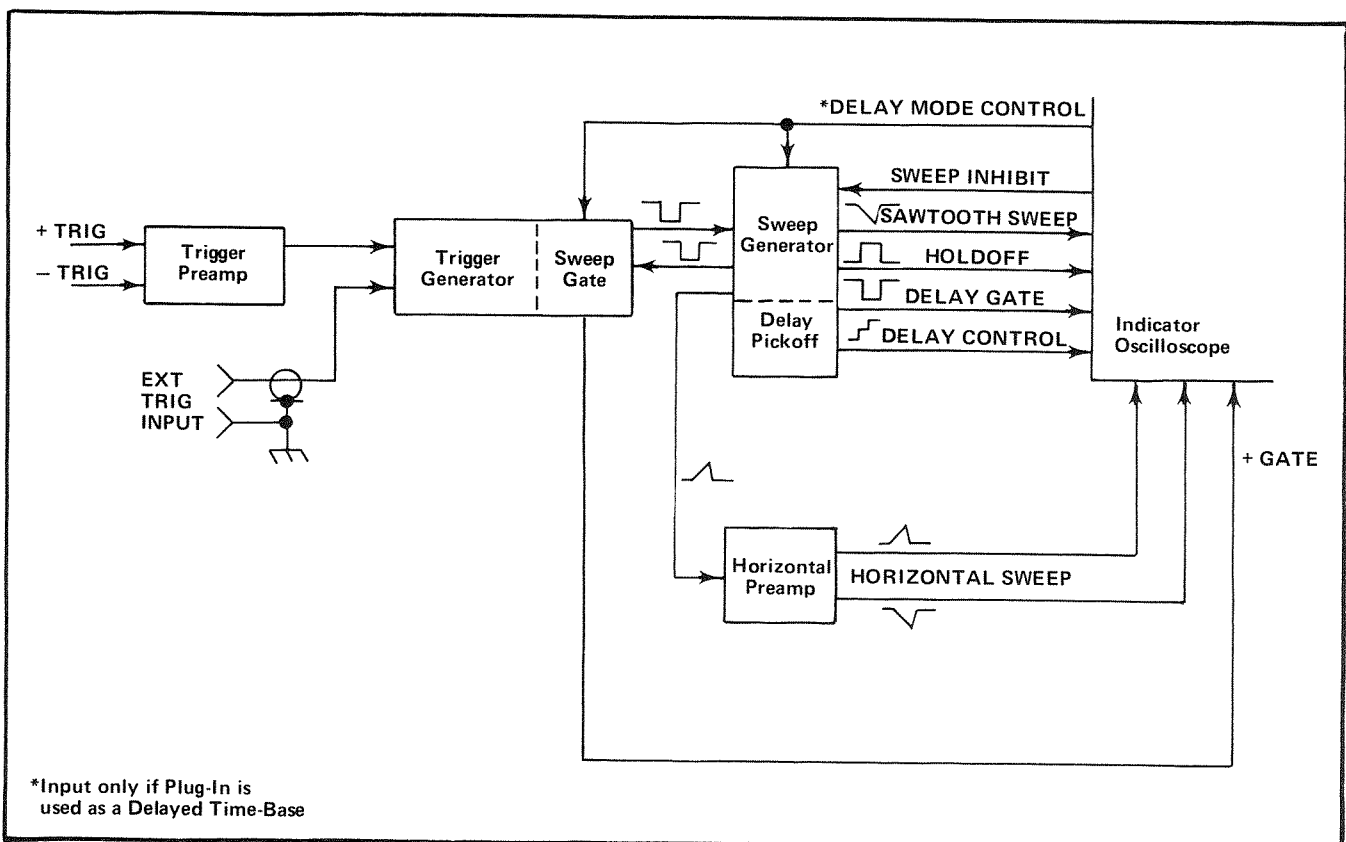 *DELAY MODE CONTROL
SWEEP INHIBIT
SAWTOOTH SWEEP
HOLDOFF
DELAY GATE
DELAY CONTROL
+ TRIG
− TRIG
Trigger
Preamp
Trigger
Generator
Sweep
Gate
Sweep
Generator
Delay
Pickoff
Indicator
Oscilloscope
EXT
TRIG
INPUT
+ GATE
Horizontal
Preamp
HORIZONTAL SWEEP
*Input only if Plug-In is
used as a Delayed Time-Base